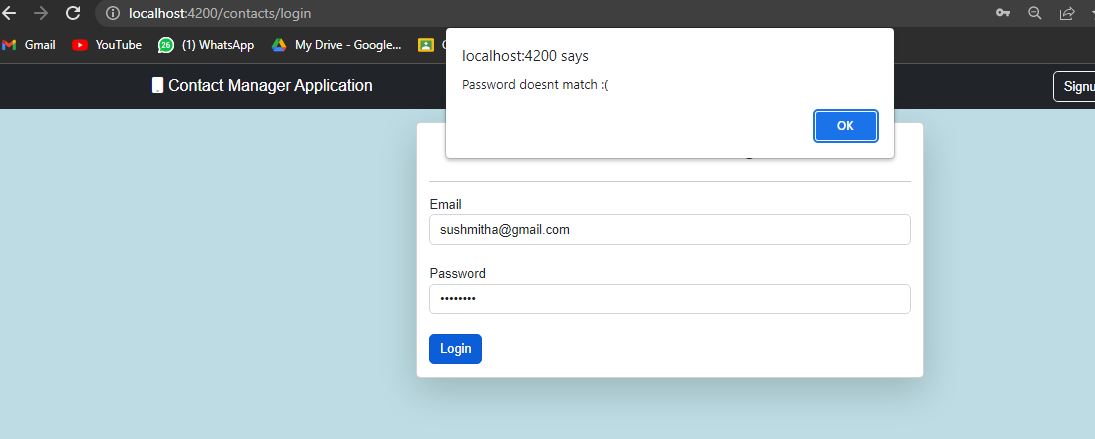 localhost:4200/contacts/login
Gmail YouTube 26 (1) WhatsApp My Drive - Google...
localhost:4200 says
Password doesnt match :(
OK
Contact Manager Application
Email
sushmitha@gmail.com
Password
••••••••
Login